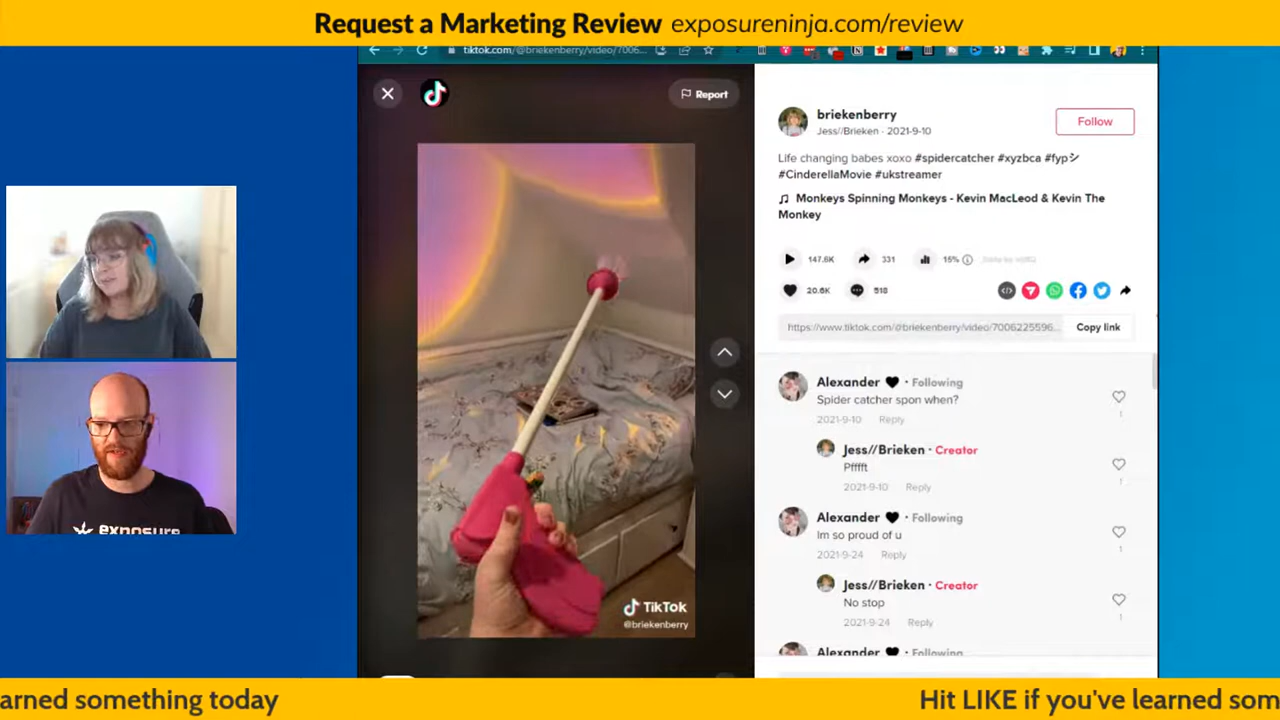 Request a Marketing Review exposureninja.com/review
tiktok.com/@briekenberry/video/7006...
Report
briekenberry
Jess//Brieken · 2021-9-10
Follow
Life changing babes xoxo #spidercatcher #xyzbca #fypシ
#CinderellaMovie #ukstreamer
Monkeys Spinning Monkeys - Kevin MacLeod & Kevin The
Monkey
147.6K
331
15%
20.6K
518
https://www.tiktok.com/@briekenberry/video/7006225596...
Copy link
Alexander 🖤 · Following
Spider catcher spon when?
2021-9-10 Reply
1
Jess//Brieken · Creator
Pfffft
2021-9-10 Reply
1
Alexander 🖤 · Following
Im so proud of u
2021-9-24 Reply
1
Jess//Brieken · Creator
No stop
2021-9-24 Reply
1
Alexander 🖤 · Following
TikTok
@briekenberry
exposure
arned something today
Hit LIKE if you've learned som